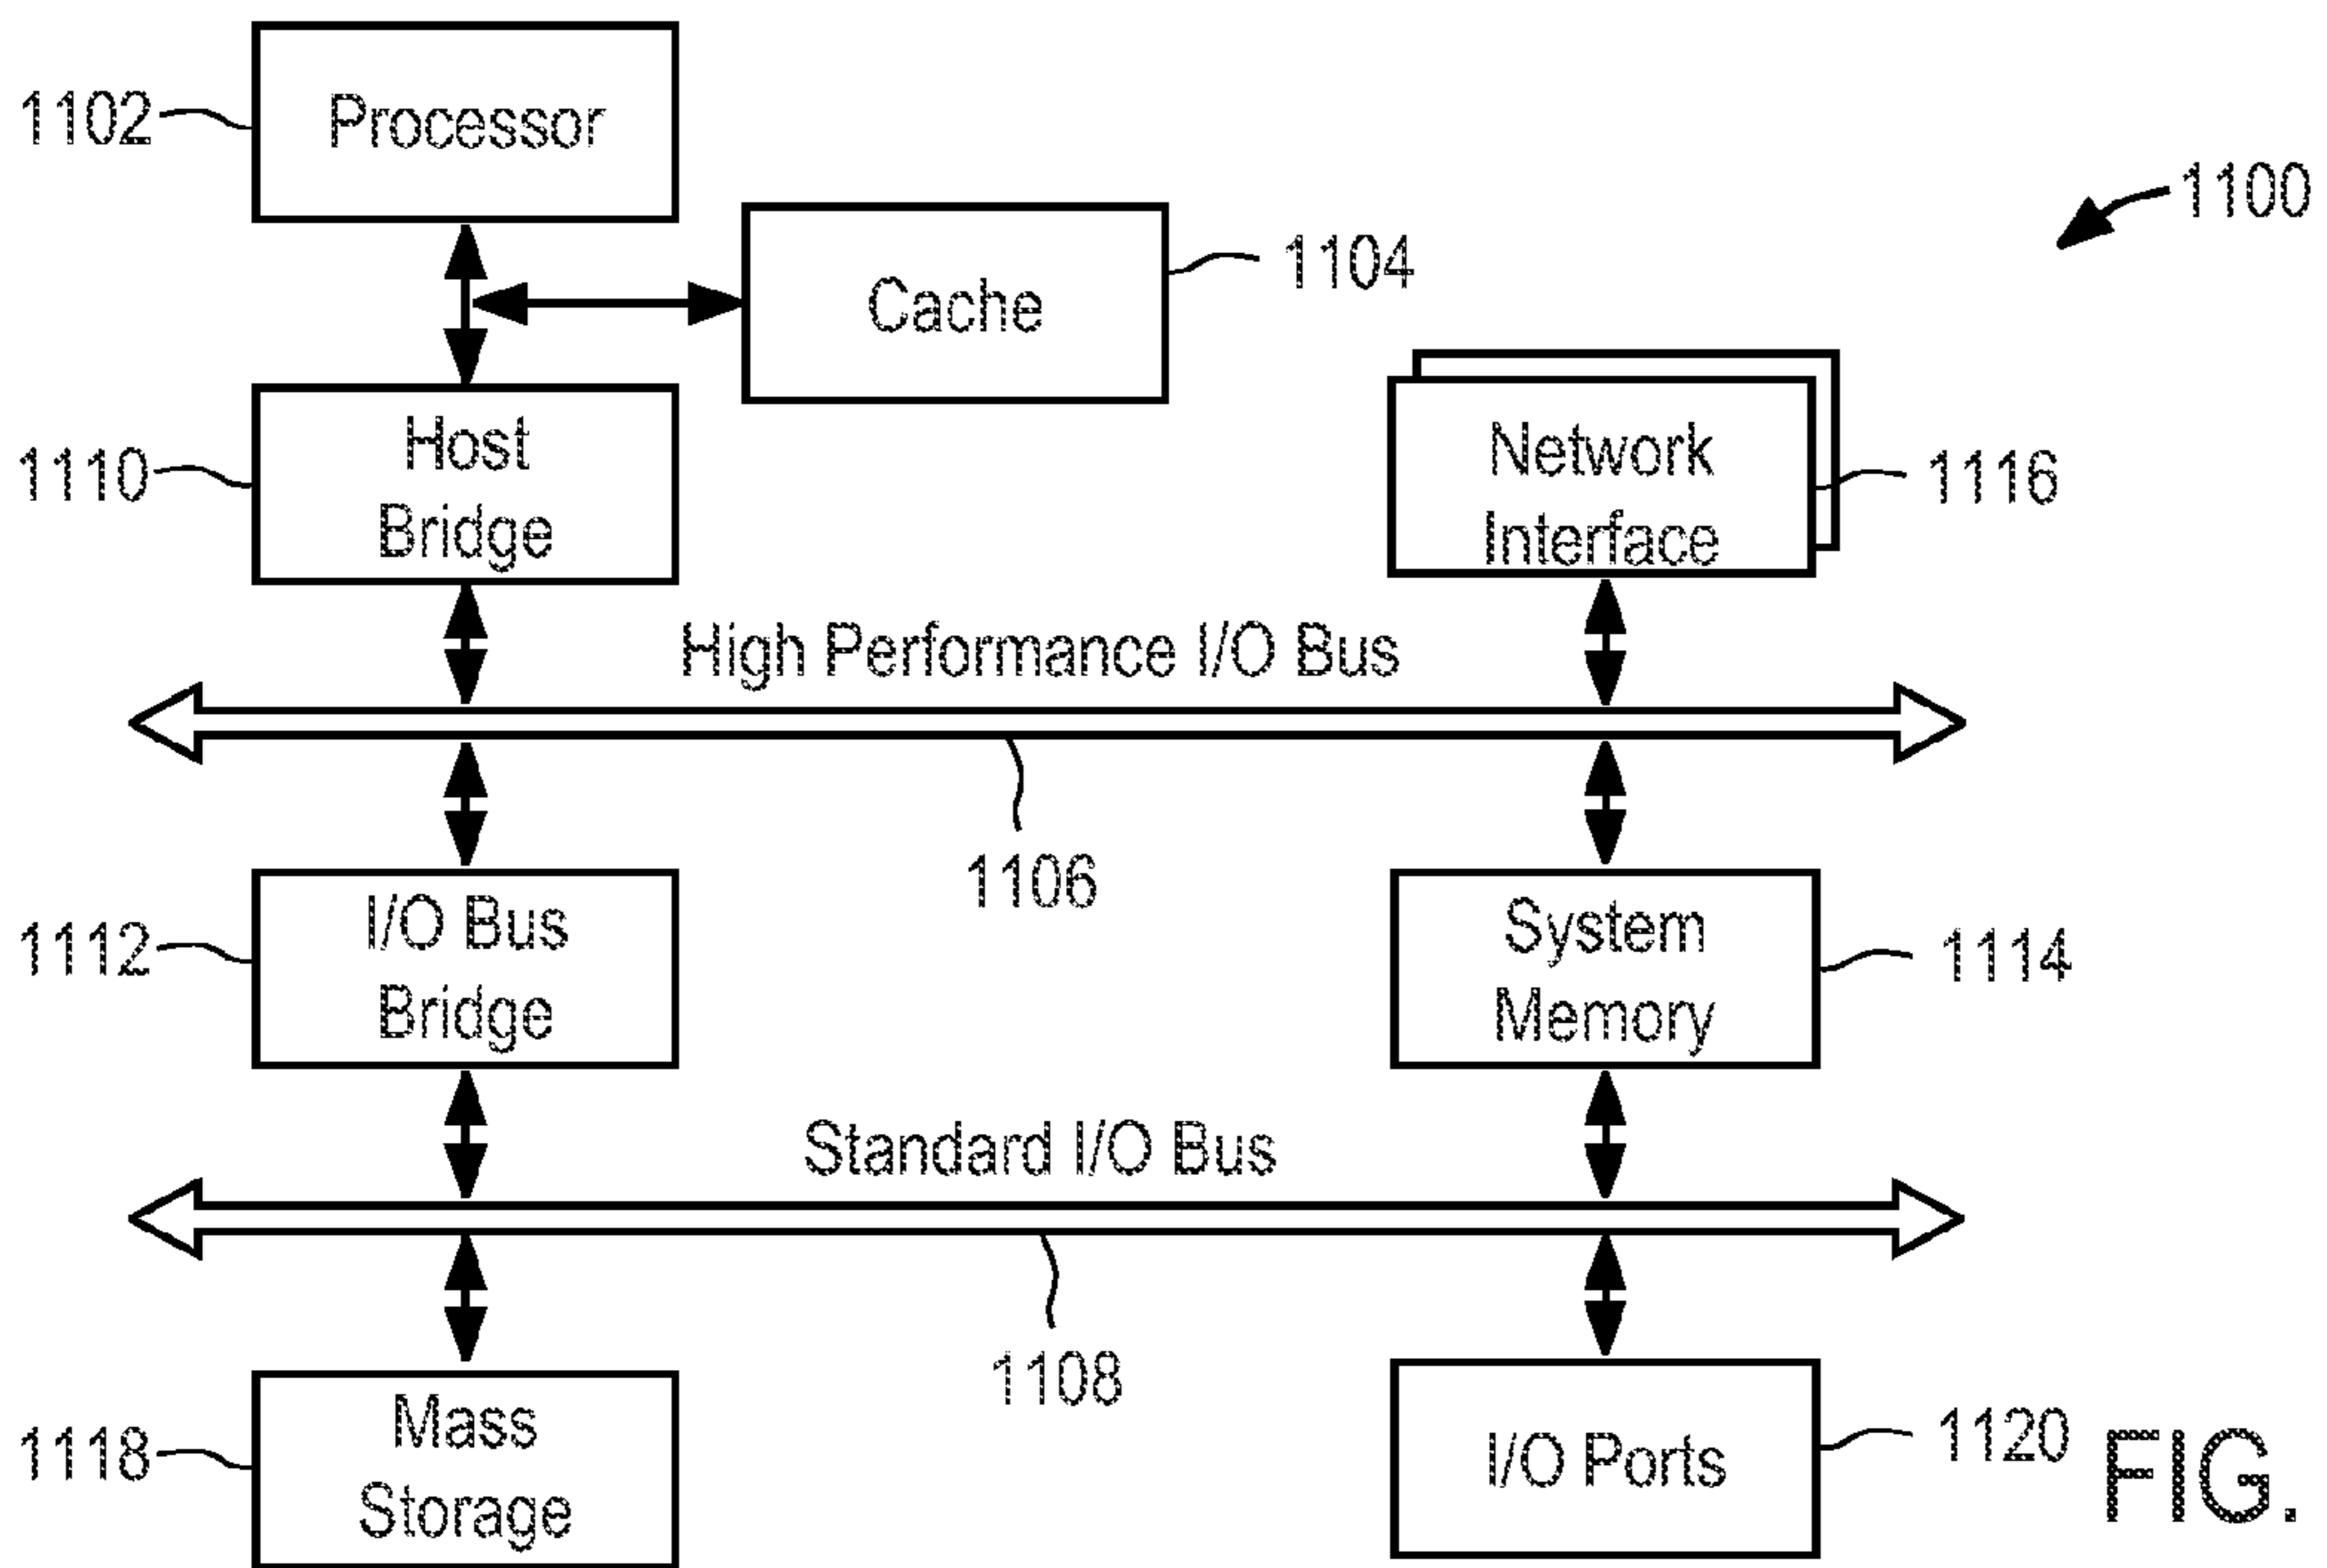 1102
Processor
1100
1104
Cache
1110
Host
Bridge
Network
Interface
1116
High Performance I/O Bus
1106
1112
I/O Bus
Bridge
System
Memory
1114
Standard I/O Bus
1108
1118
Mass
Storage
I/O Ports
1120
FIG.